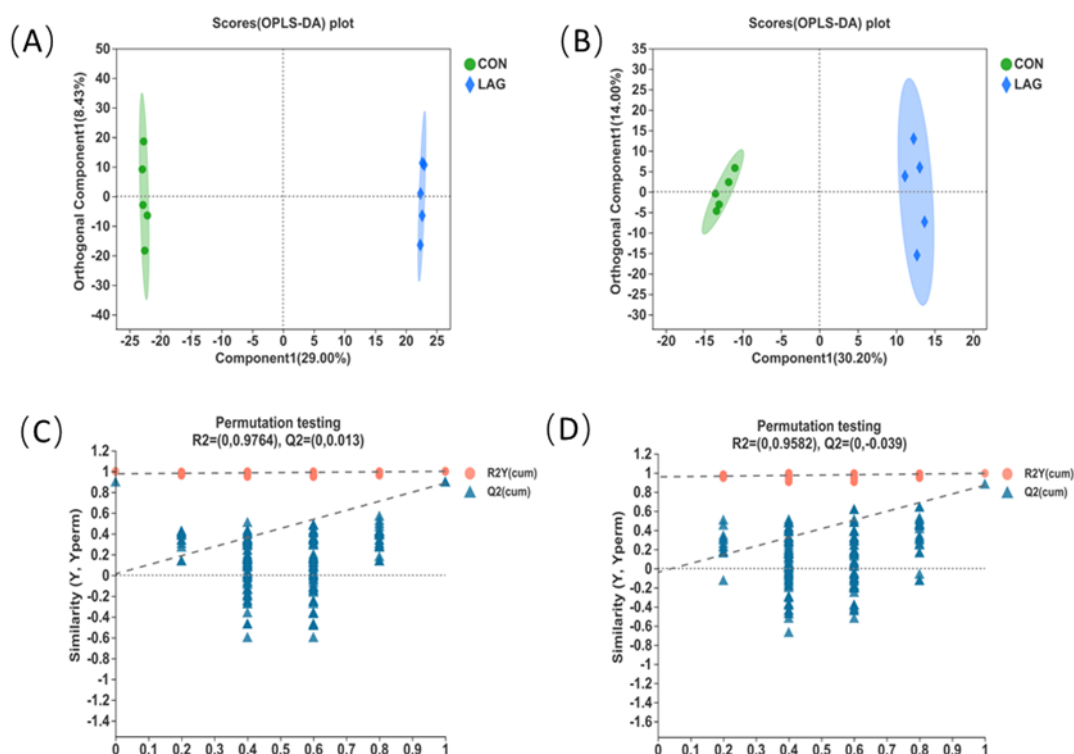 (A)
Scores(OPLS-DA) plot
Orthogonal Component1(8.43%)
50
40
30
20
10
0
-10
-20
-30
-40
-25 -20 -15 -10 -5 0 5 10 15 20 25
Component1(29.00%)
CON
LAG
(B)
Scores(OPLS-DA) plot
Orthogonal Component1(14.00%)
35
30
25
20
15
10
5
0
-5
-10
-15
-20
-25
-30
-20 -15 -10 -5 0 5 10 15 20
Component1(30.20%)
CON
LAG
(C)
Permutation testing
R2=(0,0.9764), Q2=(0,0.013)
Similarity (Y, Yperm)
1.2
1
0.8
0.6
0.4
0.2
0
-0.2
-0.4
-0.6
-0.8
-1
-1.2
-1.4
0 0.1 0.2 0.3 0.4 0.5 0.6 0.7 0.8 0.9 1
R2Y(cum)
Q2(cum)
(D)
Permutation testing
R2=(0,0.9582), Q2=(0,-0.039)
Similarity (Y, Yperm)
1.2
1
0.8
0.6
0.4
0.2
0
-0.2
-0.4
-0.6
-0.8
-1
-1.2
-1.4
-1.6
0 0.1 0.2 0.3 0.4 0.5 0.6 0.7 0.8 0.9 1
R2Y(cum)
Q2(cum)